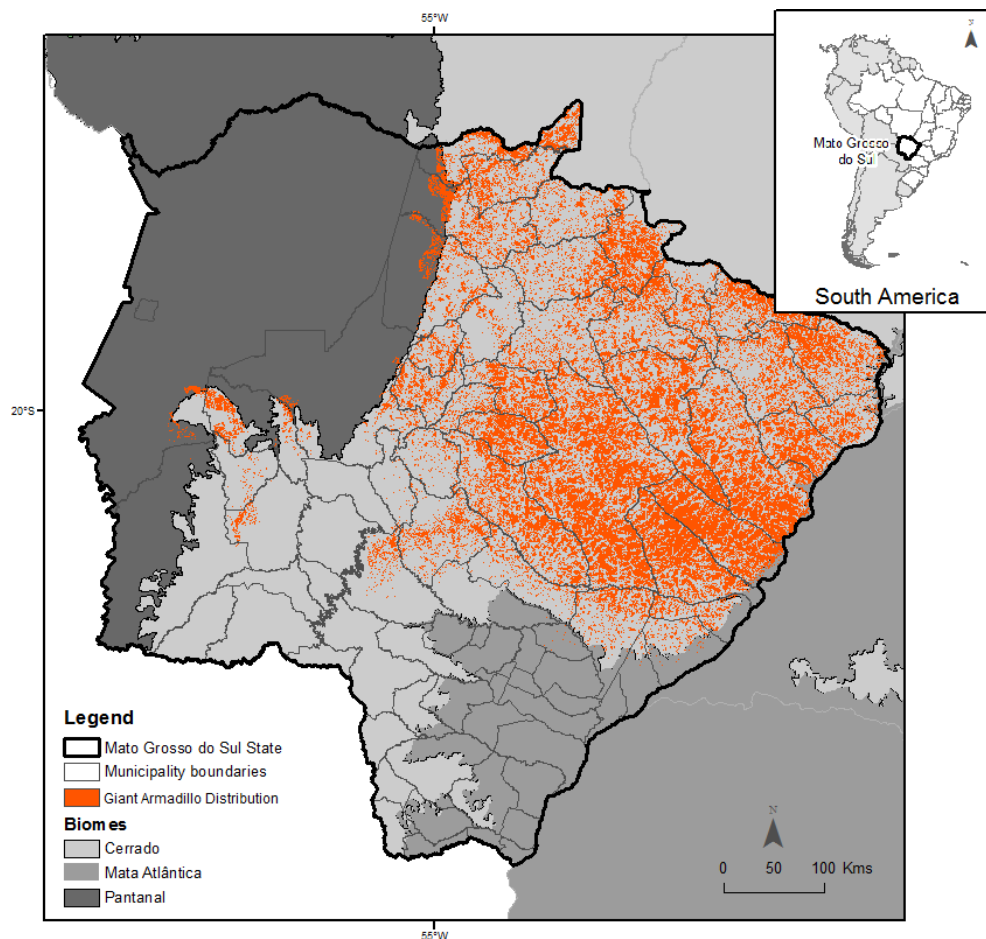 55°W
N
Mato Grosso
do Sul
South America
20°S
Legend
Mato Grosso do Sul State
Municipality boundaries
Giant Armadillo Distribution
Biomes
Cerrado
Mata Atlântica
Pantanal
N
0 50 100 Kms
55°W